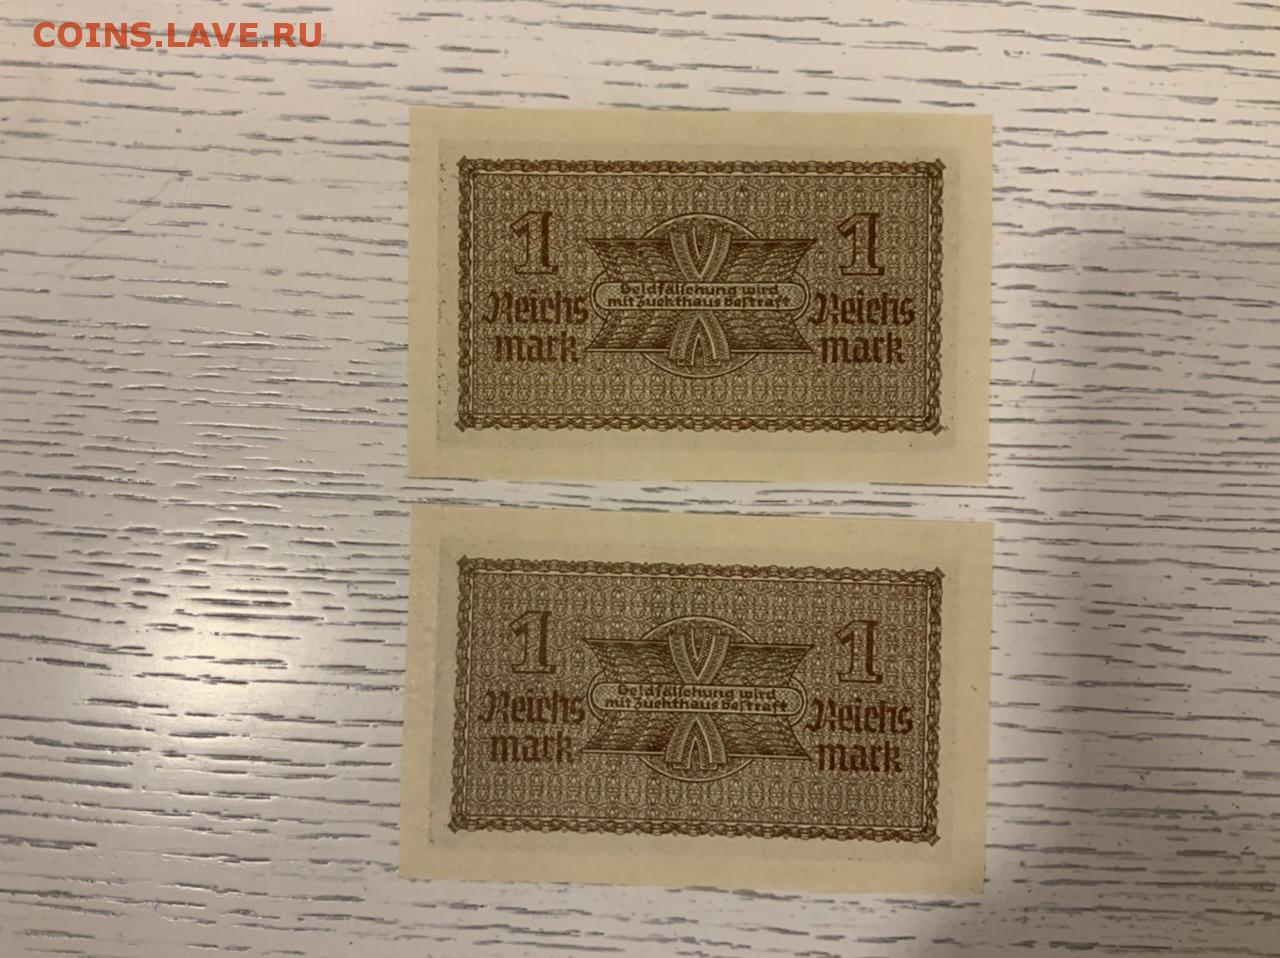 COINS.LAVE.RU
1 1
Geldfälschung wird
mit Zuchthaus bestraft
Reichs Reichs
mark mark
1 1
Geldfälschung wird
mit Zuchthaus bestraft
Reichs Reichs
mark mark